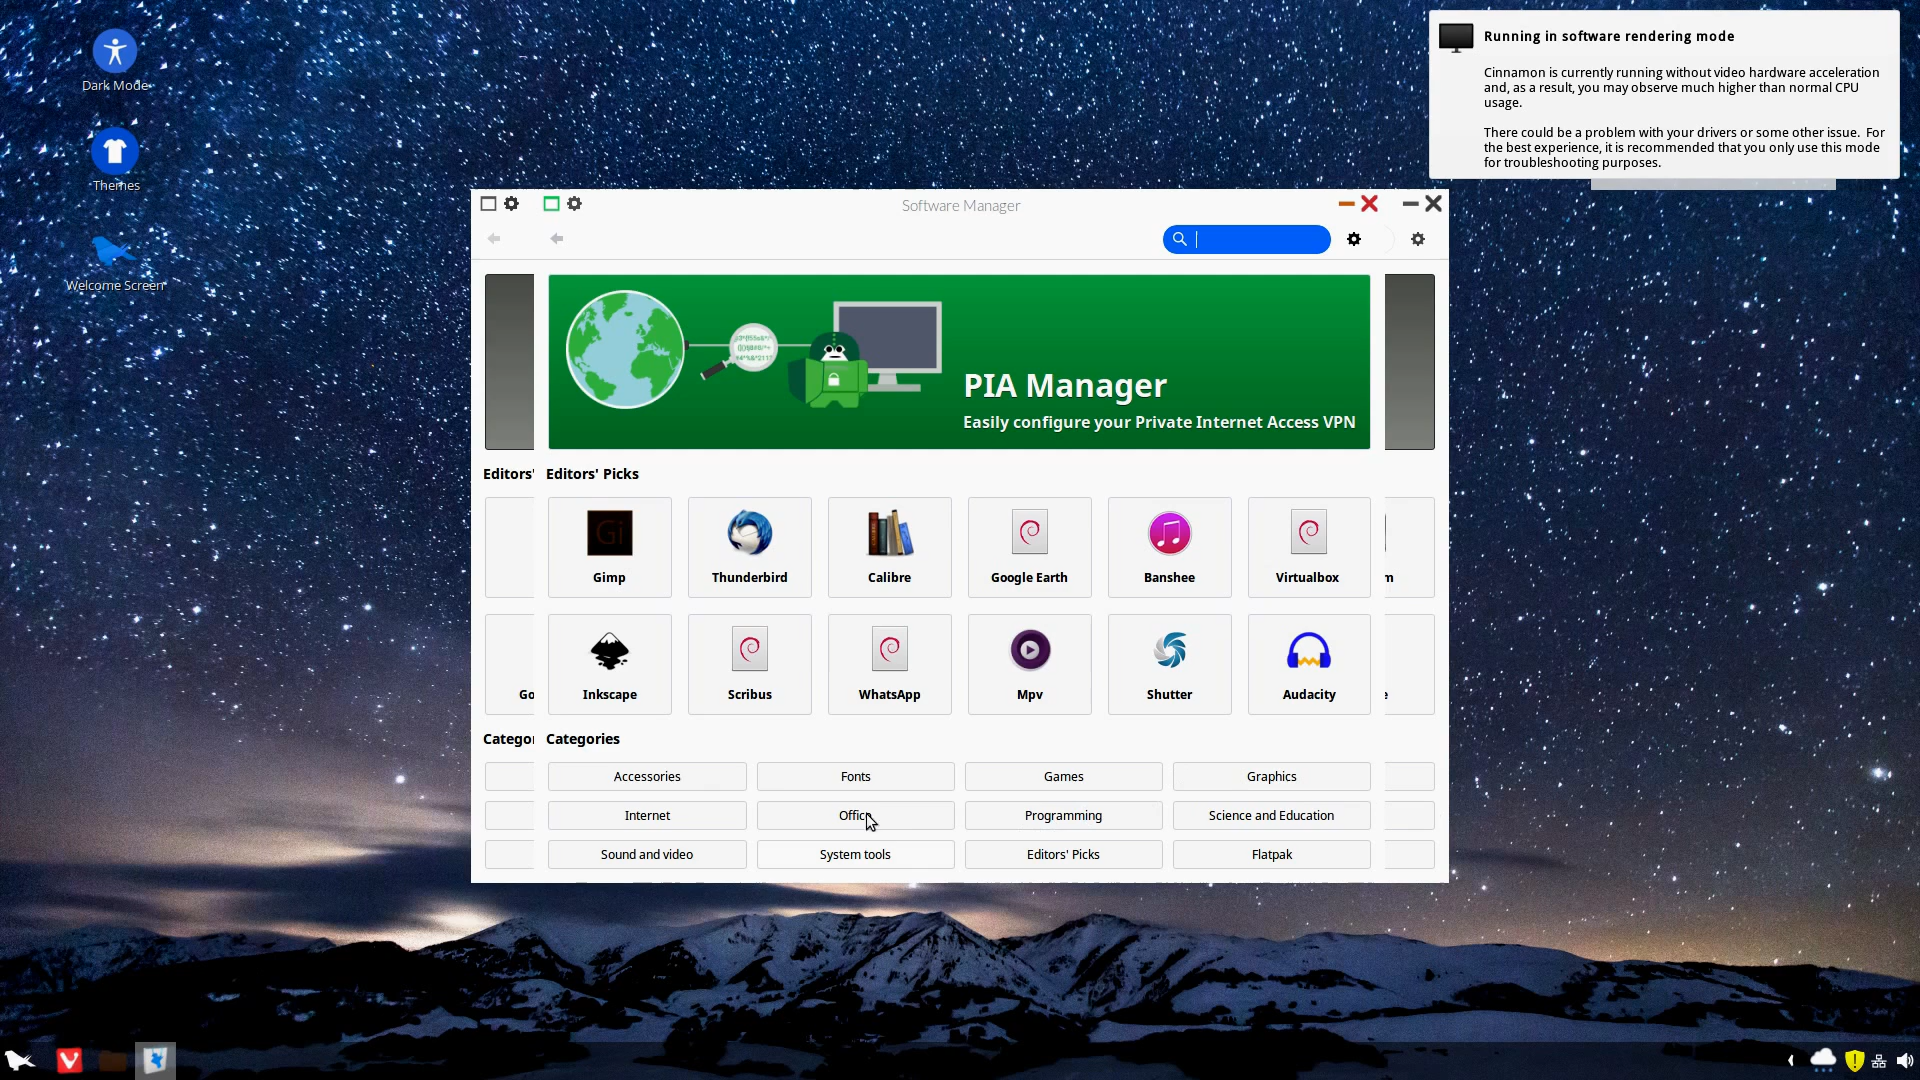 Dark Mode
Themes
Welcome Screen
Running in software rendering mode
Cinnamon is currently running without video hardware acceleration
and, as a result, you may observe much higher than normal CPU
usage.
There could be a problem with your drivers or some other issue.  For
the best experience, it is recommended that you only use this mode
for troubleshooting purposes.
Software Manager
PIA Manager
Easily configure your Private Internet Access VPN
Editors' Editors' Picks
Gi
Gimp Thunderbird Calibre Google Earth Banshee Virtualbox m
Go Inkscape Scribus WhatsApp Mpv Shutter Audacity
Categor Categories
Accessories Fonts Games Graphics
Internet Office Programming Science and Education
Sound and video System tools Editors' Picks Flatpak